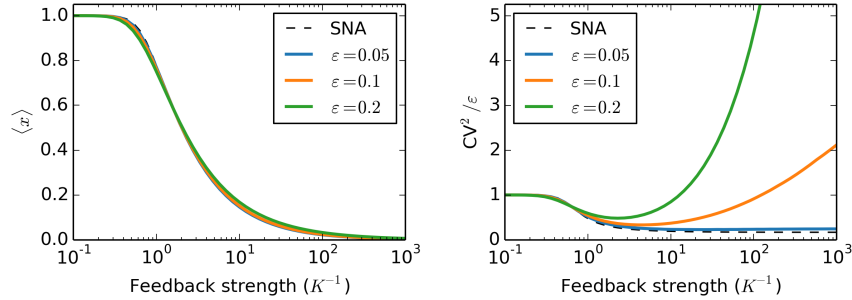 1.0
0.8
0.6
0.4
0.2
0.0
⟨x⟩
10⁻¹ 10⁰ 10¹ 10² 10³
Feedback strength (K⁻¹)
SNA
ε=0.05
ε=0.1
ε=0.2
5
4
3
2
1
0
CV²/ε
10⁻¹ 10⁰ 10¹ 10² 10³
Feedback strength (K⁻¹)
SNA
ε=0.05
ε=0.1
ε=0.2